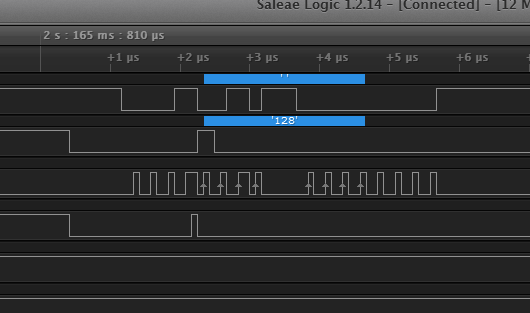 Saleae Logic 1.2.14 - [Connected] - [12 M
2 s : 165 ms : 810 µs
+1 µs +2 µs +3 µs +4 µs +5 µs +6 µs
'128'